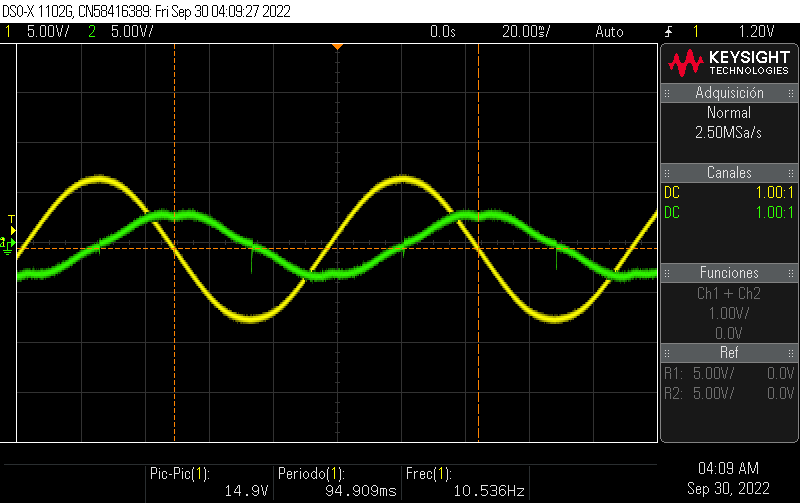 DSO-X 1102G, CN58416389: Fri Sep 30 04:09:27 2022
1 5.00V/ 2 5.00V/ 0.0s 20.00ms/ Auto 1 1.20V
KEYSIGHT
TECHNOLOGIES
Adquisición
Normal
2.50MSa/s
Canales
DC 1.00:1
DC 1.00:1
Funciones
Ch1 + Ch2
1.00V/
0.0V
Ref
R1: 5.00V/ 0.0V
R2: 5.00V/ 0.0V
T
2
Pic-Pic(1): Periodo(1): Frec(1):
14.9V 94.909ms 10.536Hz
04:09 AM
Sep 30, 2022